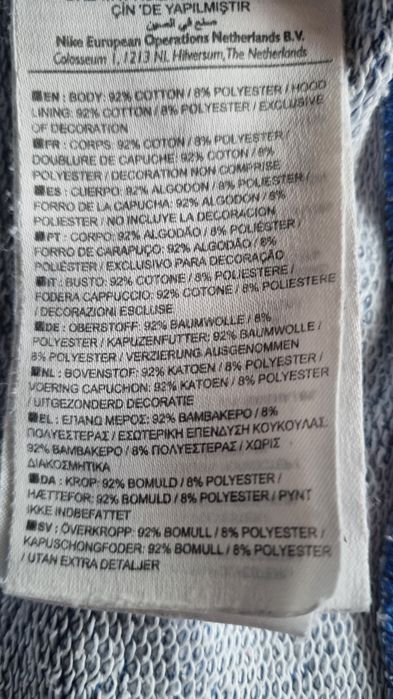 ÇİN 'DE YAPILMIŞTIR
صنع في الصين
Nike European Operations Netherlands B.V.
Colosseum 1, 1213 NL Hilversum, The Netherlands
EN : BODY: 92% COTTON / 8% POLYESTER / HOOD
LINING: 92% COTTON / 8% POLYESTER / EXCLUSIVE
OF DECORATION
FR : CORPS: 92% COTON / 8% POLYESTER /
DOUBLURE DE CAPUCHE: 92% COTON / 8%
POLYESTER / DECORATION NON COMPRISE
ES : CUERPO: 92% ALGODON / 8% POLIESTER /
FORRO DE LA CAPUCHA: 92% ALGODON / 8%
POLIESTER / NO INCLUYE LA DECORACION
PT : CORPO: 92% ALGODÃO / 8% POLIÉSTER /
FORRO DE CARAPUÇO: 92% ALGODÃO / 8%
POLIÉSTER / EXCLUSIVO PARA DECORAÇÃO
IT : BUSTO: 92% COTONE / 8% POLIESTERE /
FODERA CAPPUCCIO: 92% COTONE / 8% POLIESTERE
/ DECORAZIONI ESCLUSE
DE : OBERSTOFF: 92% BAUMWOLLE / 8%
POLYESTER / KAPUZENFUTTER: 92% BAUMWOLLE /
8% POLYESTER / VERZIERUNG AUSGENOMMEN
NL : BOVENSTOF: 92% KATOEN / 8% POLYESTER /
VOERING CAPUCHON: 92% KATOEN / 8% POLYESTER
/ UITGEZONDERD DECORATIE
EL : ΕΠΑΝΩ ΜΕΡΟΣ: 92% ΒΑΜΒΑΚΕΡΟ / 8%
ΠΟΛΥΕΣΤΕΡΑΣ / ΕΣΩΤΕΡΙΚΗ ΕΠΕΝΔΥΣΗ ΚΟΥΚΟΥΛΑΣ:
92% ΒΑΜΒΑΚΕΡΟ / 8% ΠΟΛΥΕΣΤΕΡΑΣ / ΧΩΡΙΣ
ΔΙΑΚΟΣΜΗΤΙΚΑ
DA : KROP: 92% BOMULD / 8% POLYESTER /
HÆTTEFOR: 92% BOMULD / 8% POLYESTER / PYNT
IKKE INDBEFATTET
SV : ÖVERKROPP: 92% BOMULL / 8% POLYESTER /
KAPUSCHONGFODER: 92% BOMULL / 8% POLYESTER
/ UTAN EXTRA DETALJER